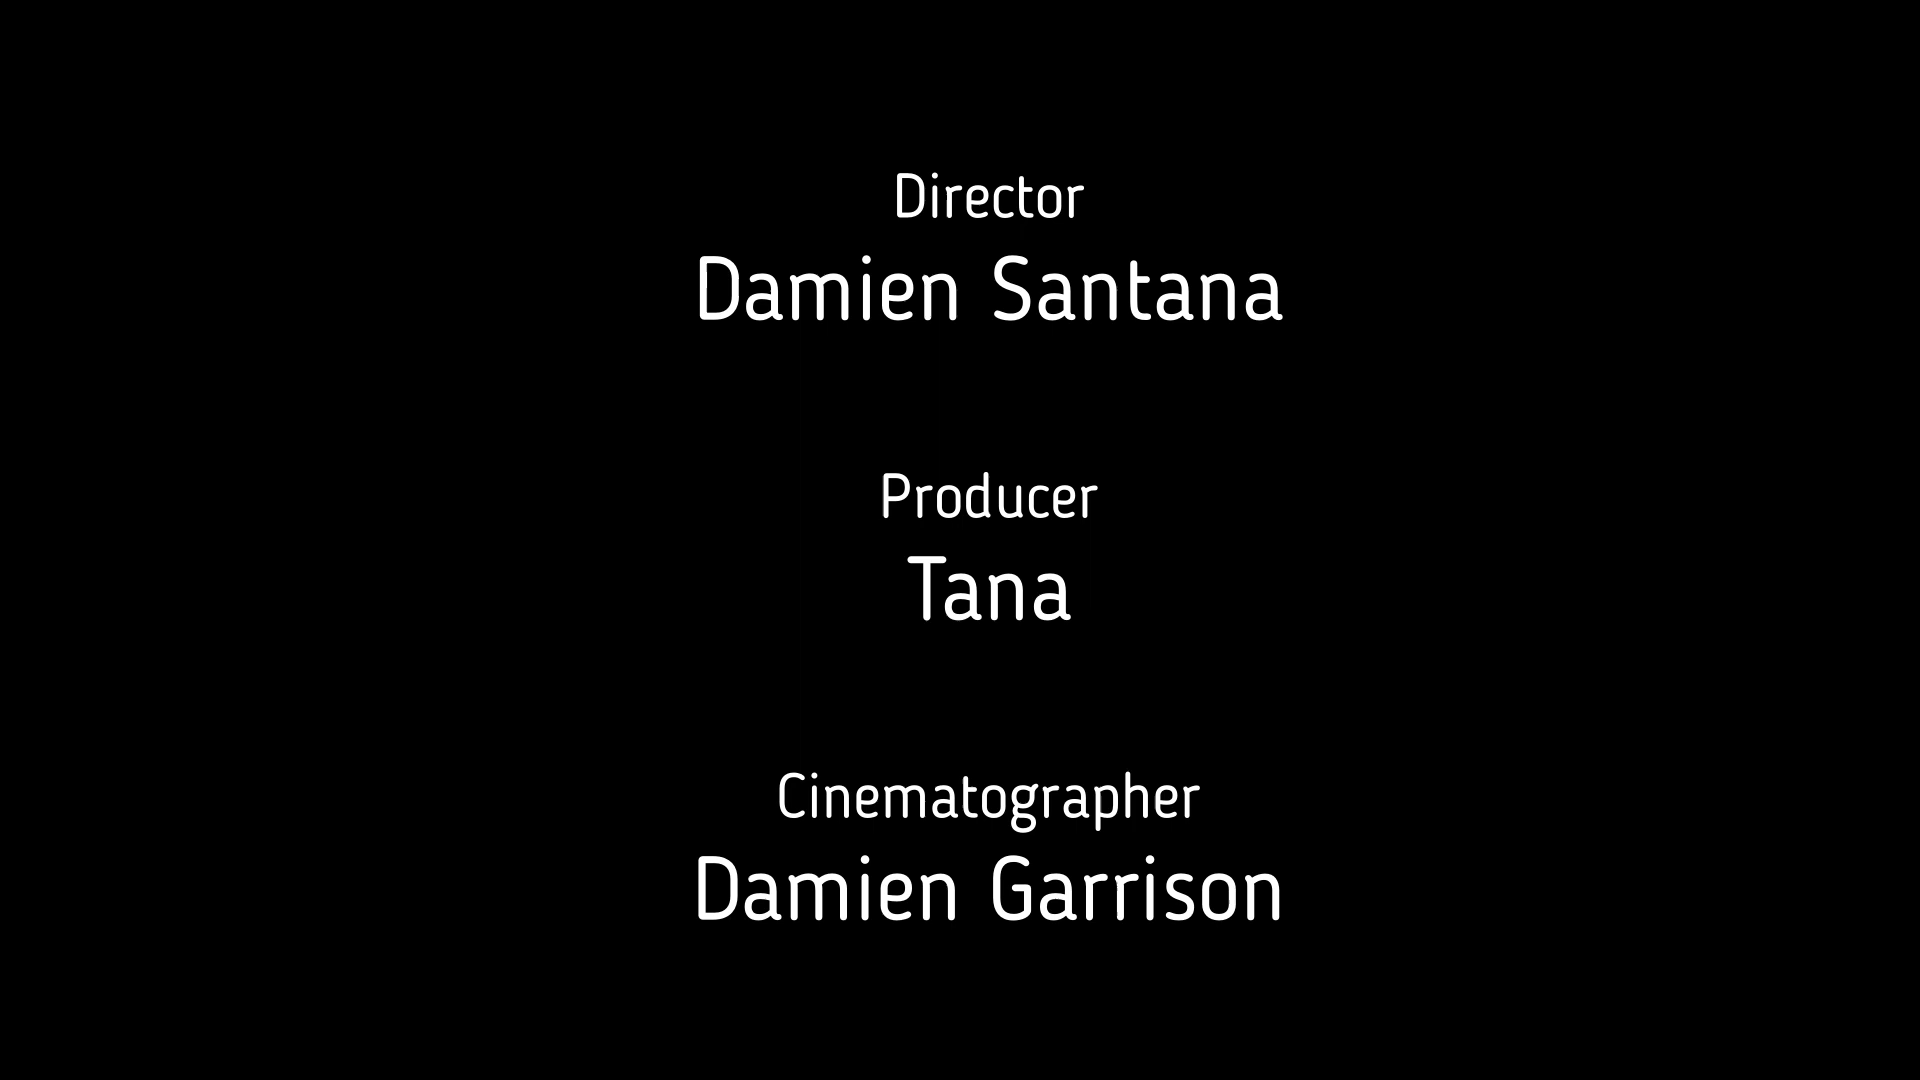 Director
Damien Santana
Producer
Tana
Cinematographer
Damien Garrison